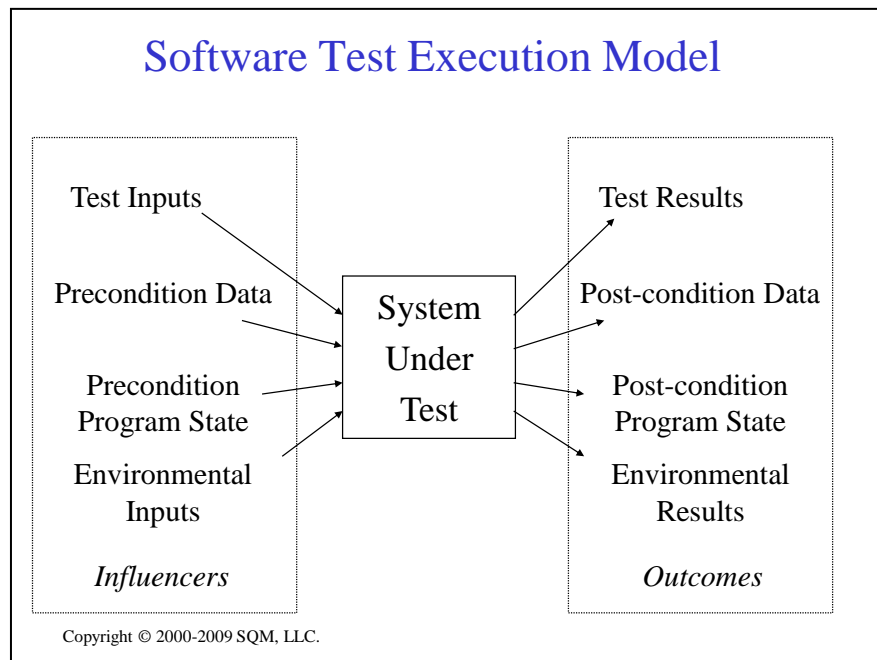 Software Test Execution Model
Test Inputs
Precondition Data
Precondition
Program State
Environmental
Inputs
Influencers
System
Under
Test
Test Results
Post-condition Data
Post-condition
Program State
Environmental
Results
Outcomes
Copyright © 2000-2009 SQM, LLC.